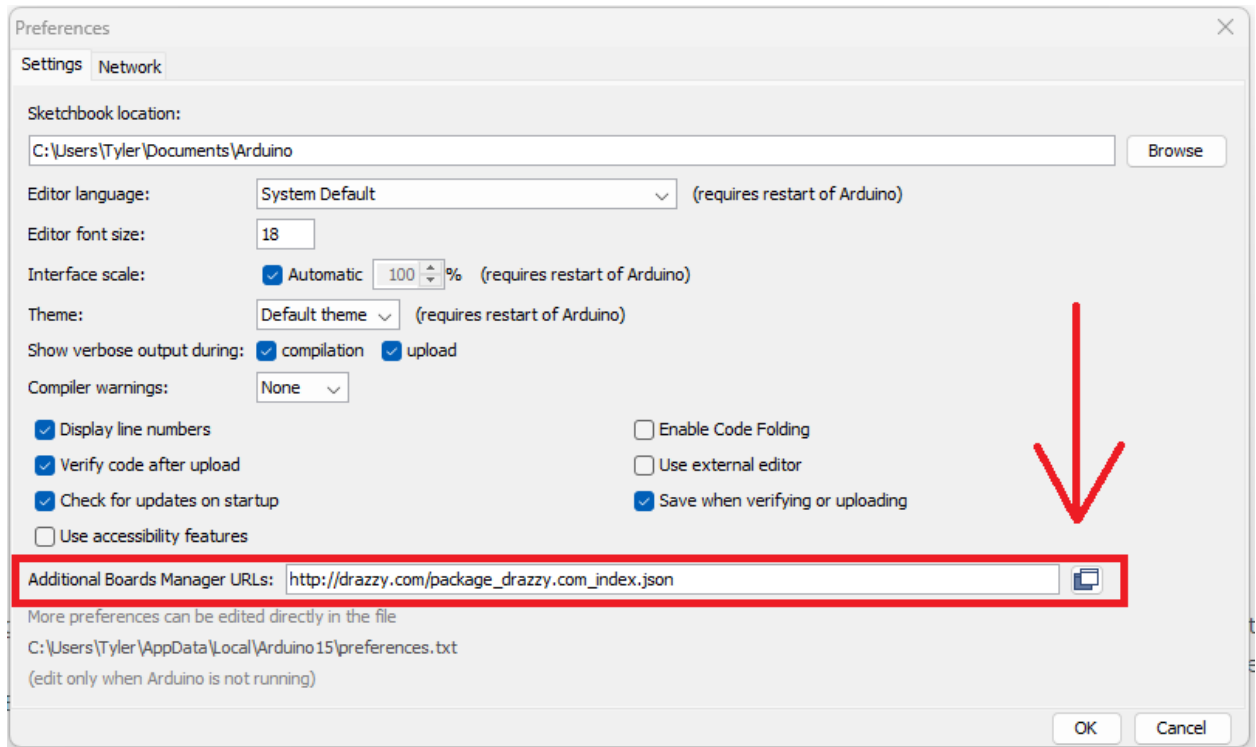 Preferences
Settings Network
Sketchbook location:
C:\Users\Tyler\Documents\Arduino Browse
Editor language: System Default (requires restart of Arduino)
Editor font size: 18
Interface scale: Automatic 100 % (requires restart of Arduino)
Theme: Default theme (requires restart of Arduino)
Show verbose output during: compilation upload
Compiler warnings: None
Display line numbers Enable Code Folding
Verify code after upload Use external editor
Check for updates on startup Save when verifying or uploading
Use accessibility features
Additional Boards Manager URLs: http://drazzy.com/package_drazzy.com_index.json
More preferences can be edited directly in the file
C:\Users\Tyler\AppData\Local\Arduino15\preferences.txt
(edit only when Arduino is not running)
OK Cancel